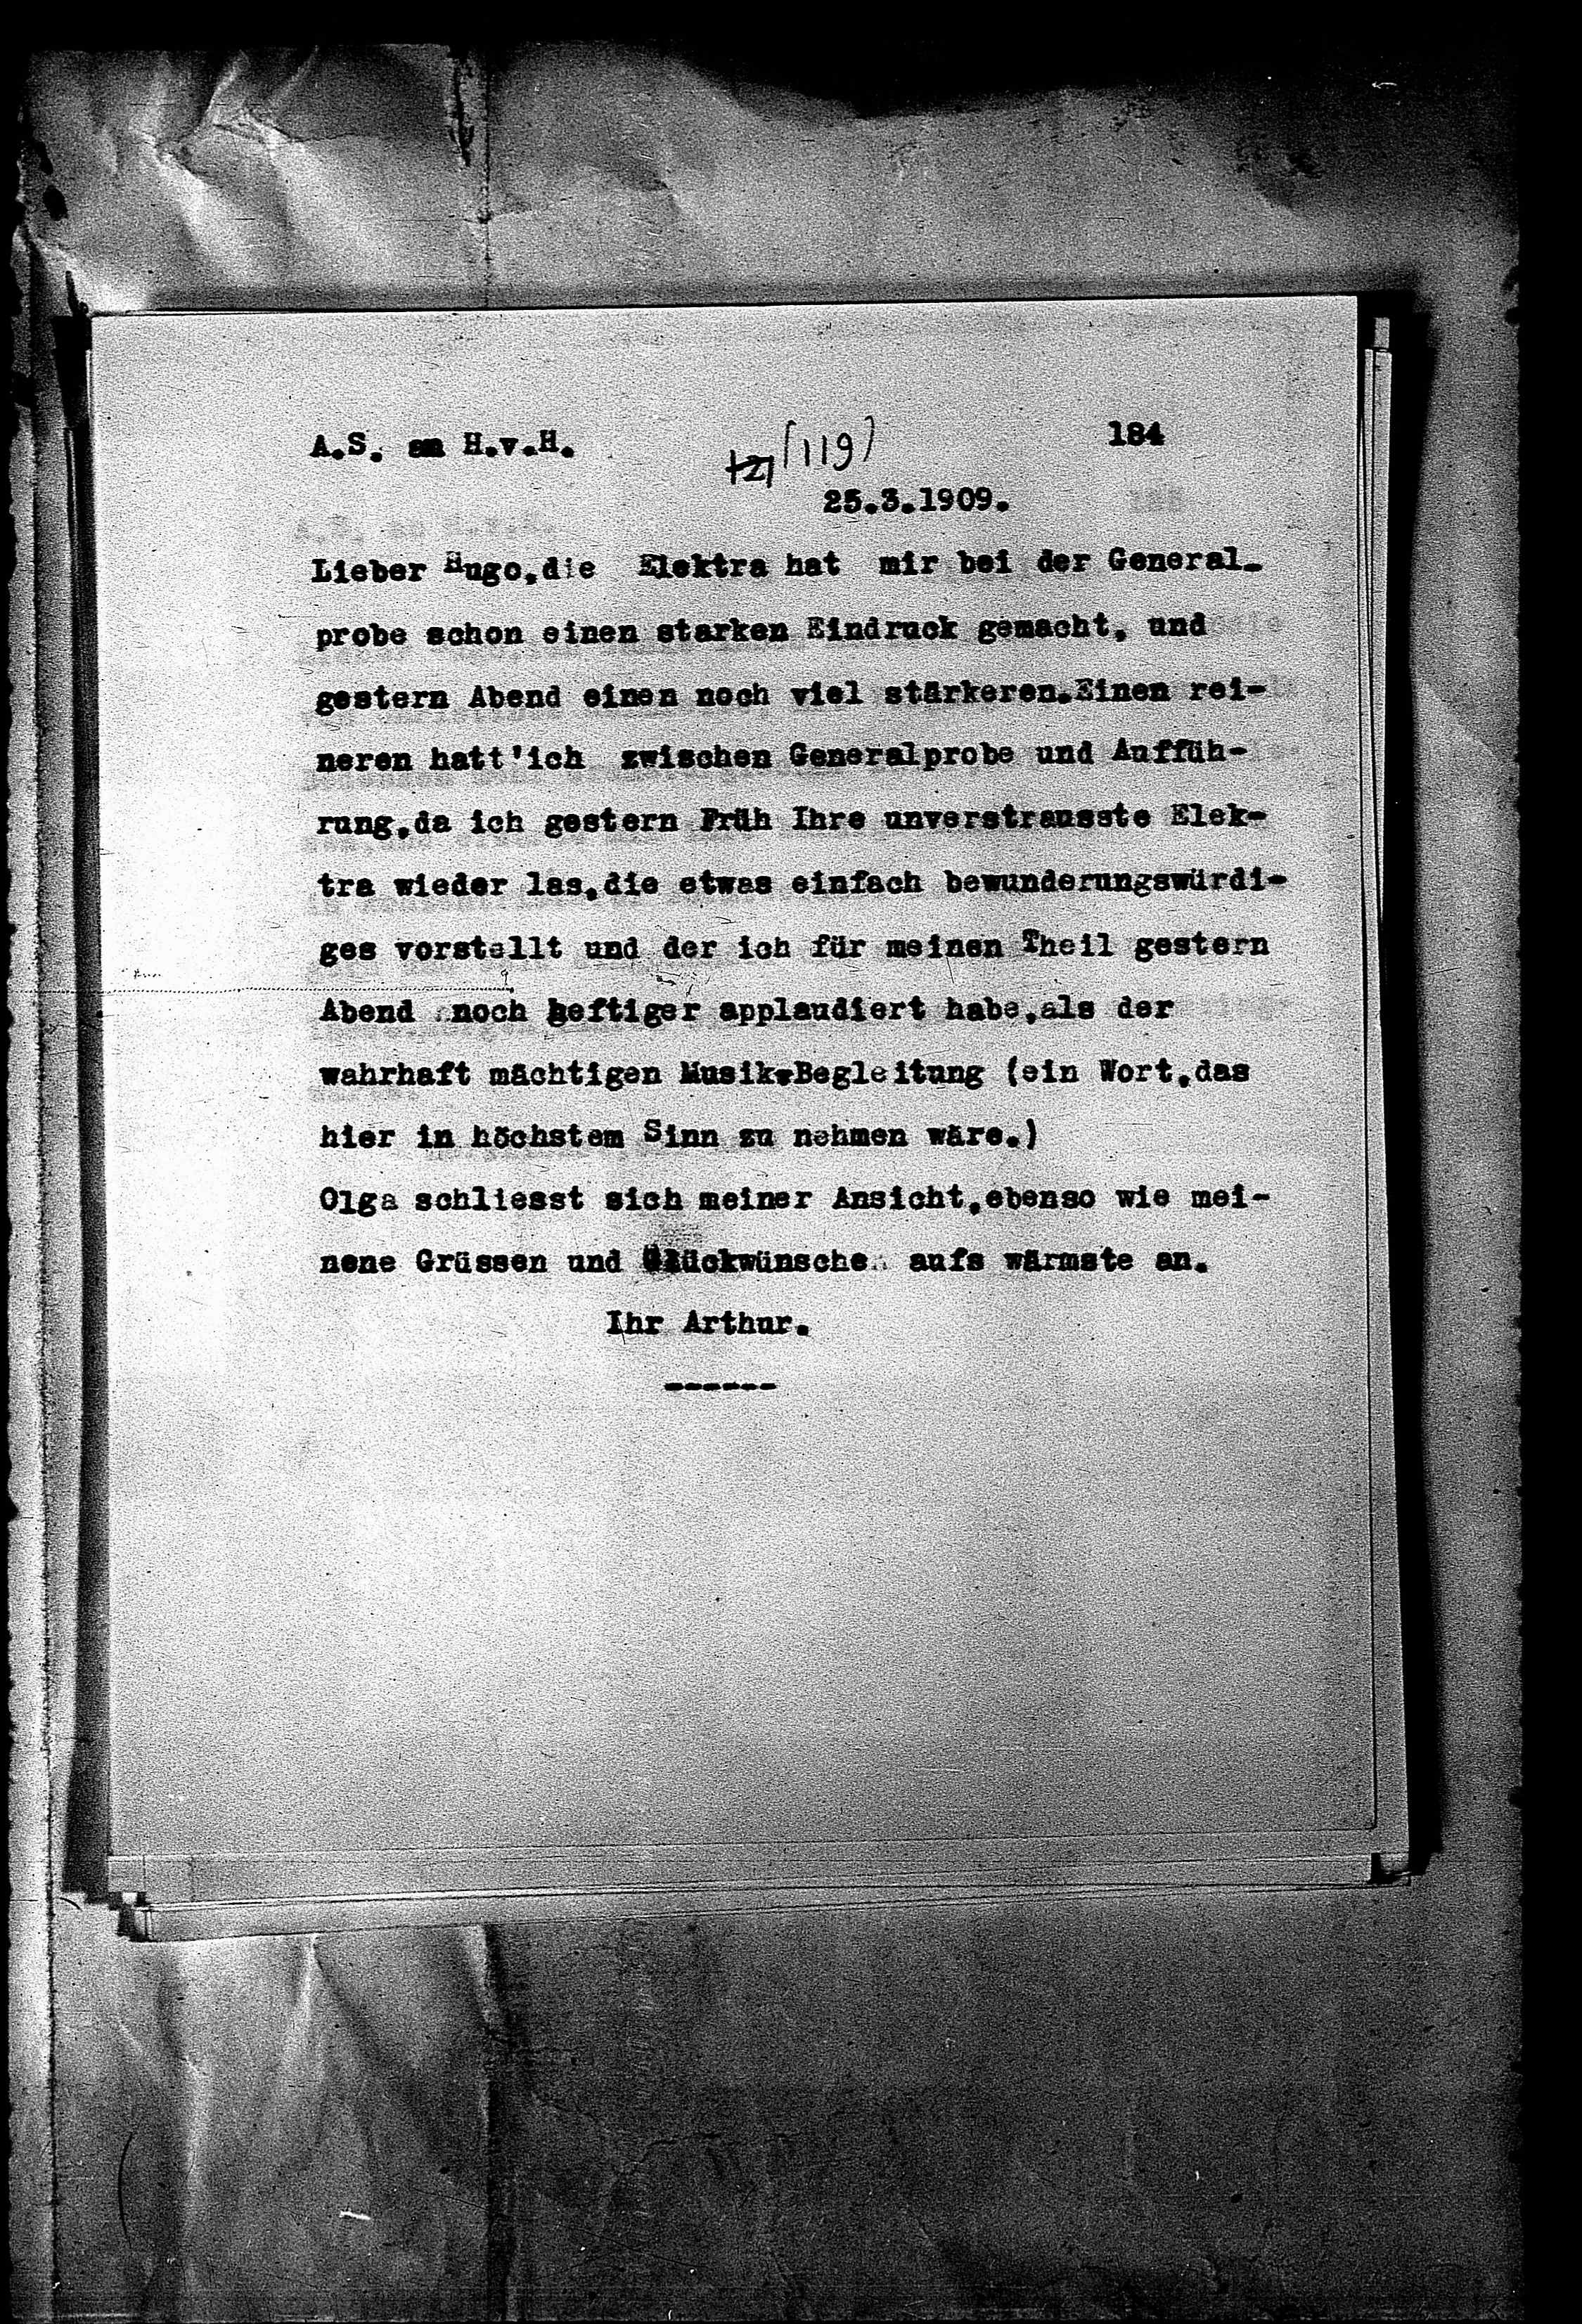 A.S. an H.v.H. (119) 184
25.3.1909.
Lieber Hugo,die Elektra hat mir bei der General-
probe schon einen starken Eindruck gemacht, und
gestern Abend einen noch viel stärkeren.Einen rei-
neren hatt'ich zwischen Generalprobe und Auffüh-
rung,da ich gestern Früh Ihre unverstrausste Elek-
tra wieder las,die etwas einfach bewunderungswürdi-
ges vorstellt und der ich für meinen Theil gestern
Abend noch heftiger applaudiert habe,als der
wahrhaft mächtigen Musik-Begleitung (ein Wort,das
hier in höchstem Sinn zu nehmen wäre.)
Olga schliesst sich meiner Ansicht,ebenso wie mei-
nene Grüssen und Glückwünschen aufs wärmste an.
Ihr Arthur.
------